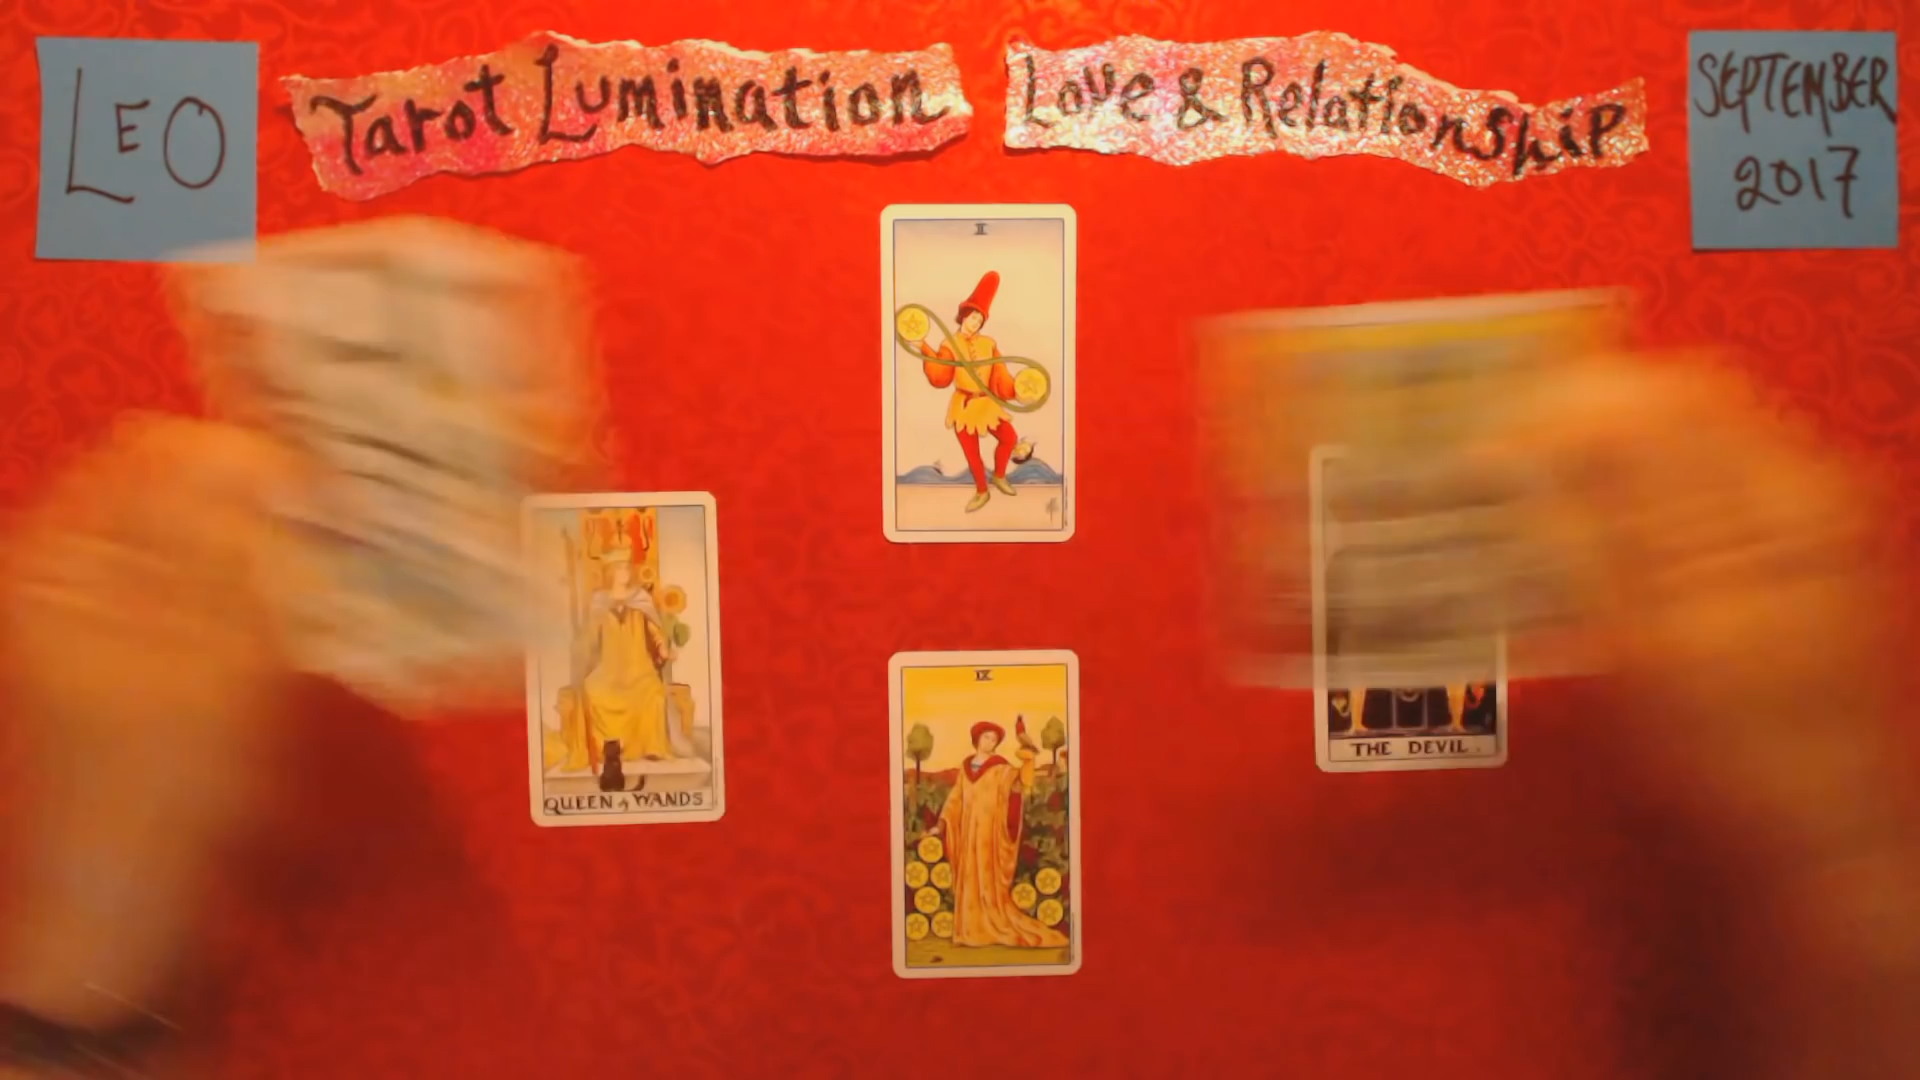 LEO
Tarot Lumination
Love & Relationship
SEPTEMBER
2017
II
QUEEN of WANDS
IX
THE DEVIL.